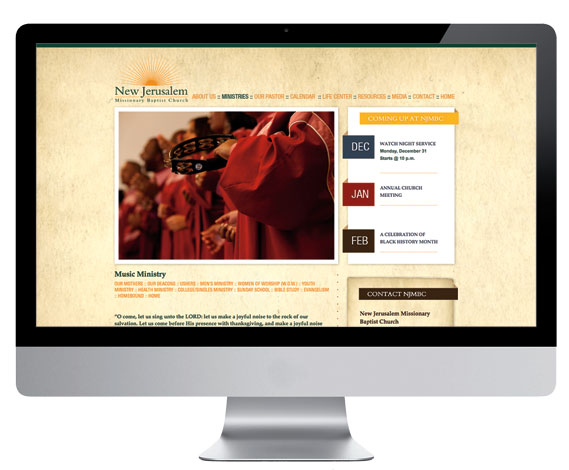 New Jerusalem
Missionary Baptist Church
ABOUT US :: MINISTRIES :: OUR PASTOR :: CALENDAR :: LIFE CENTER :: RESOURCES :: MEDIA :: CONTACT :: HOME
COMING UP AT NJMBC
DEC
WATCH NIGHT SERVICE
Monday, December 31
Starts @ 10 p.m.
JAN
ANNUAL CHURCH
MEETING
FEB
A CELEBRATION OF
BLACK HISTORY MONTH
Music Ministry
OUR MOTHERS :: OUR DEACONS :: USHERS :: MEN'S MINISTRY :: WOMEN OF WORSHIP (W.O.W.) :: YOUTH
MINISTRY :: HEALTH MINISTRY :: COLLEGE/SINGLES MINISTRY :: SUNDAY SCHOOL :: BIBLE STUDY :: EVANGELISM
:: HOMEBOUND :: HOME
"O come, let us sing unto the LORD: let us make a joyful noise to the rock of our
salvation. Let us come before His presence with thanksgiving, and make a joyful noise
CONTACT NJMBC
New Jerusalem Missionary
Baptist Church